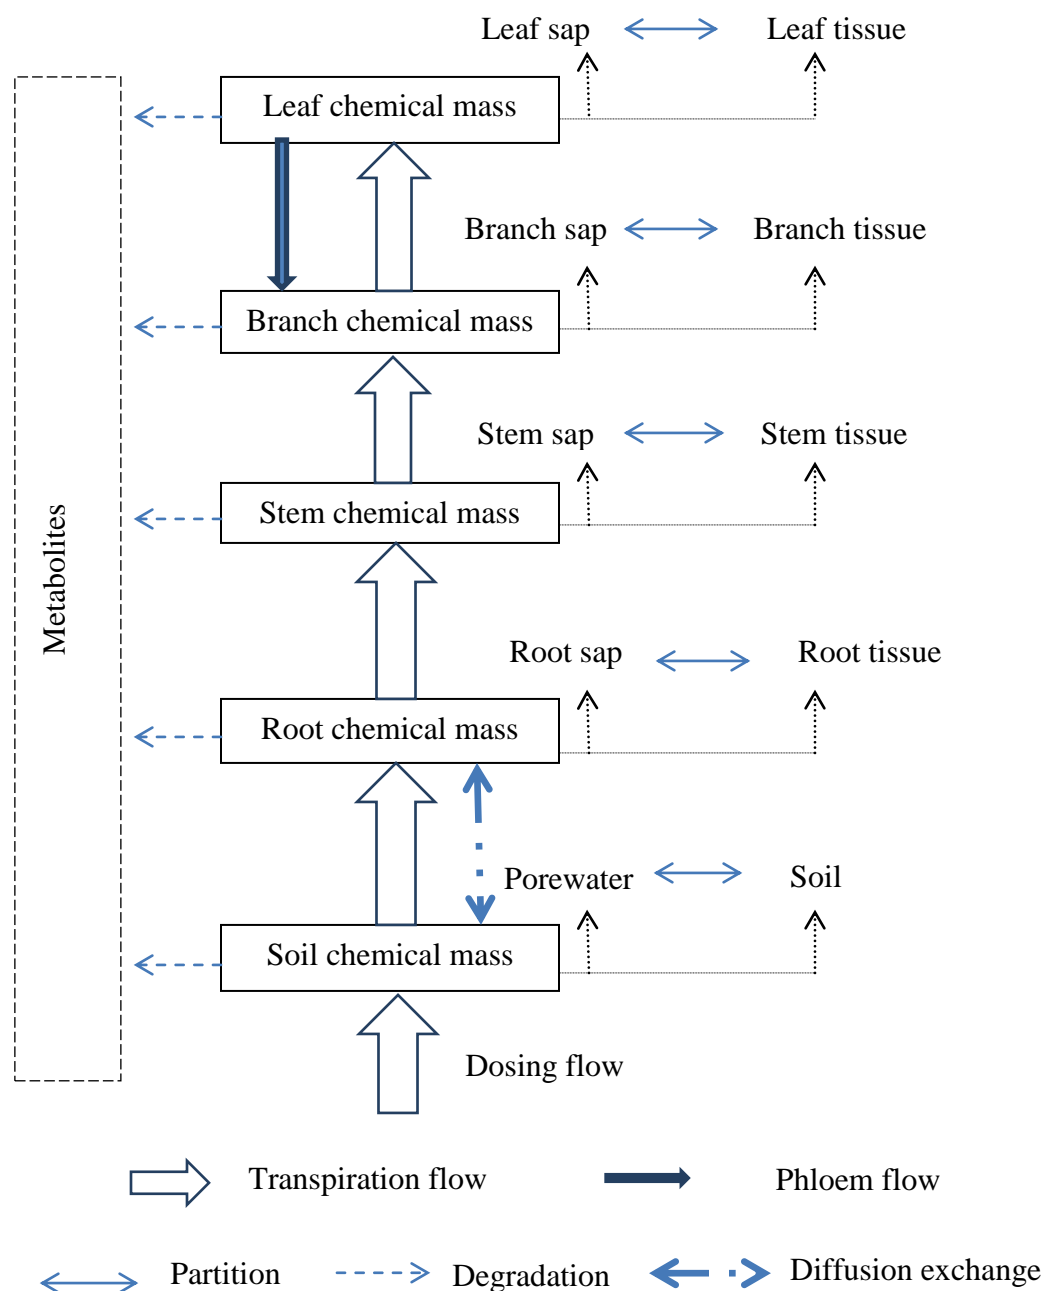 Leaf sap Leaf tissue
Leaf chemical mass
Branch sap Branch tissue
Branch chemical mass
Stem sap Stem tissue
Stem chemical mass
Metabolites
Root sap Root tissue
Root chemical mass
Porewater Soil
Soil chemical mass
Dosing flow
Transpiration flow Phloem flow
Partition Degradation Diffusion exchange